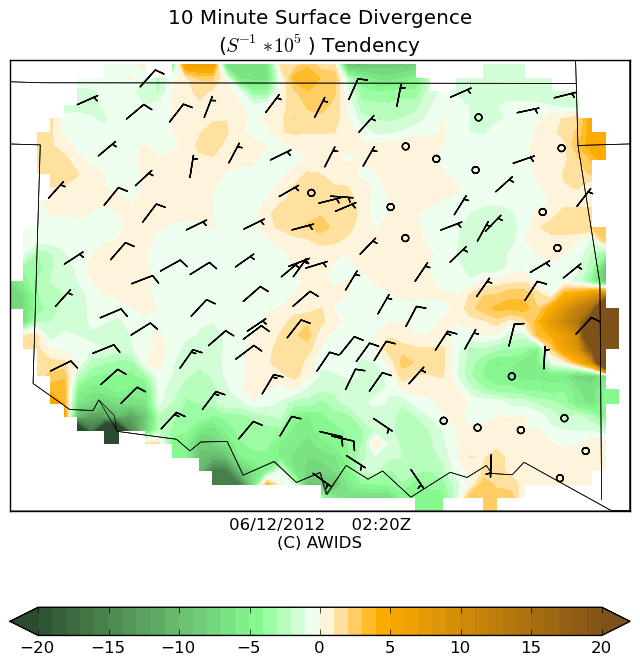 10 Minute Surface Divergence
(S⁻¹ *10⁵ ) Tendency
06/12/2012 02:20Z
(C) AWIDS
−20 −15 −10 −5 0 5 10 15 20